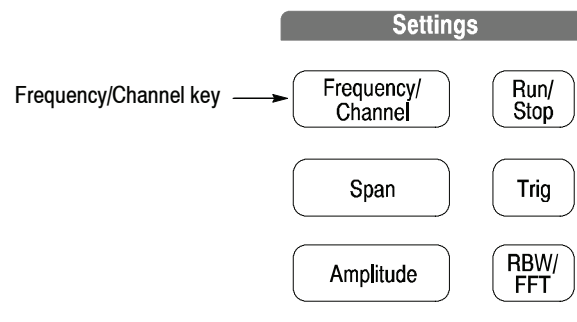 Settings
Frequency/Channel key
Frequency/
Channel
Run/
Stop
Span
Trig
Amplitude
RBW/
FFT